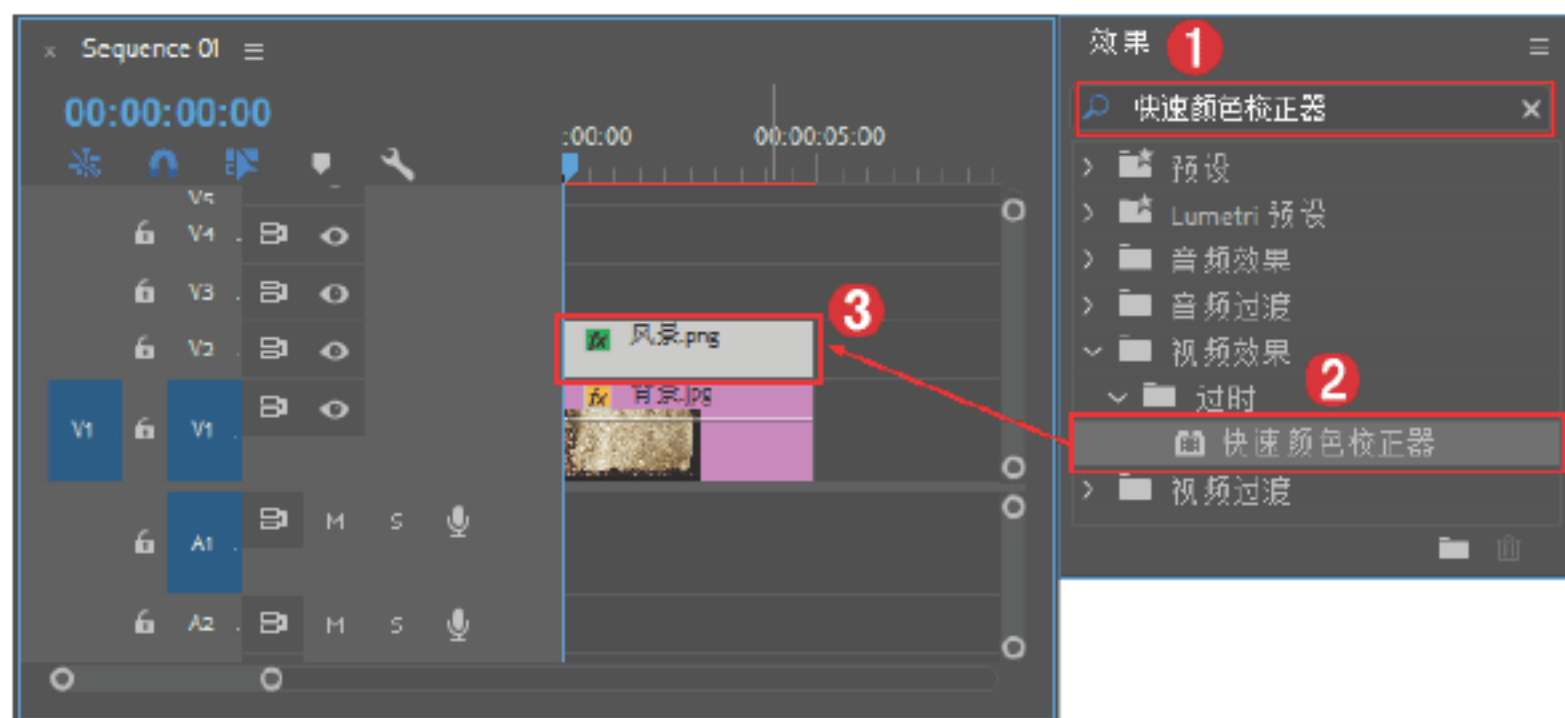 Sequence 01
00:00:00:00
:00:00
00:00:05:00
V5
V4
V3
V2
fx 风景.png
3
V1
V1
fx 背景.jpg
A1
M
S
A2
M
S
效果
1
快速颜色校正器
预设
Lumetri 预设
音频效果
音频过渡
视频效果
过时
2
快速颜色校正器
视频过渡